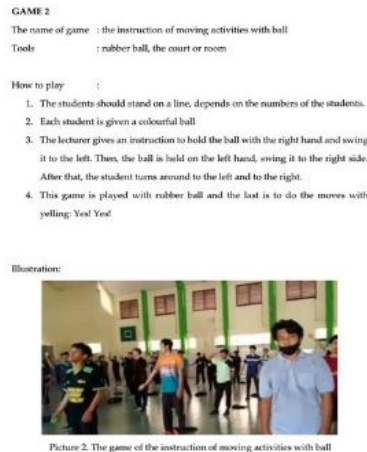 GAME 2
The name of game : the instruction of moving activities with ball
Tools : rubber ball, the court or room
How to play :
1. The students should stand on a line, depends on the numbers of the students.
2. Each student is given a colourful ball
3. The lecturer gives an instruction to hold the ball with the right hand and swing
it to the left. Then, the ball is held on the left hand, swing it to the right side.
After that, the student turns around to the left and to the right.
4. This game is played with rubber ball and the last is to do the moves with
yelling: Yes! Yes!
Illustration:
Picture 2. The game of the instruction of moving activities with ball